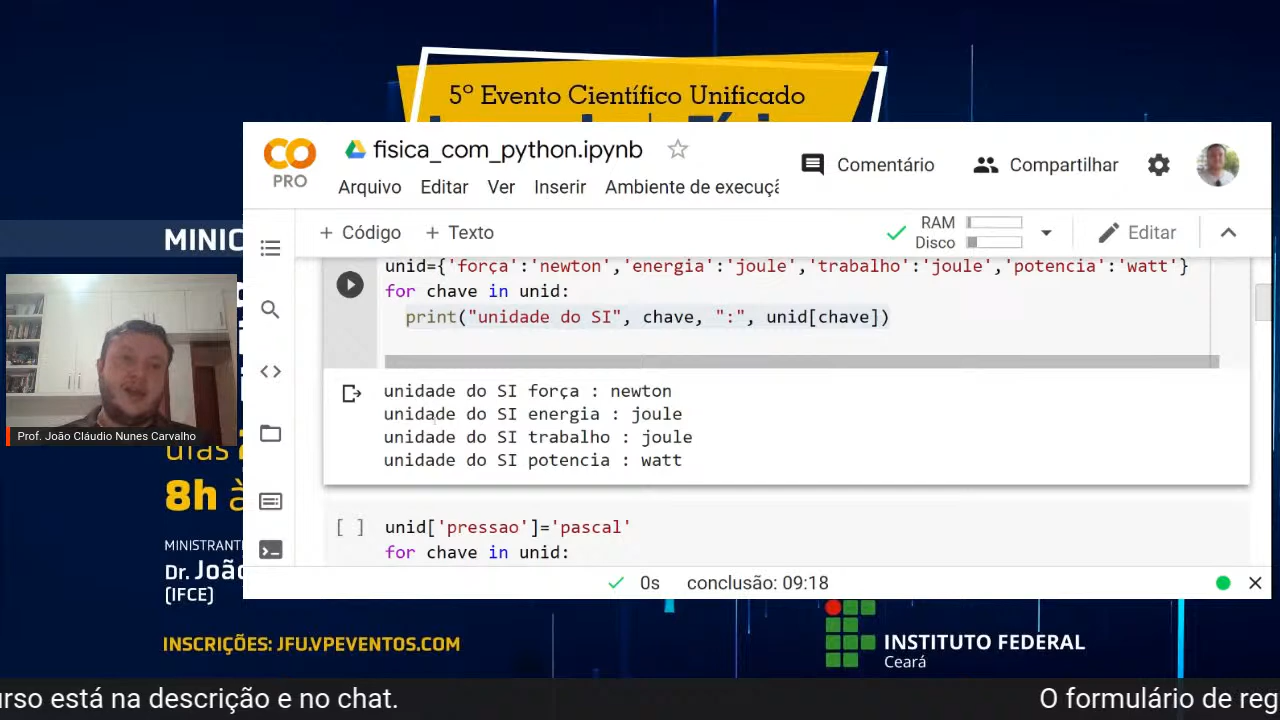 5º Evento Científico Unificado
CO
PRO
fisica_com_python.ipynb
Comentário
Compartilhar
Arquivo
Editar
Ver
Inserir
Ambiente de execuçã
+ Código
+ Texto
RAM
Disco
Editar
unid={'força':'newton','energia':'joule','trabalho':'joule','potencia':'watt'}
for chave in unid:
print("unidade do SI", chave, ":", unid[chave])
unidade do SI força : newton
unidade do SI energia : joule
unidade do SI trabalho : joule
unidade do SI potencia : watt
[ ] unid['pressao']='pascal'
for chave in unid:
0s
conclusão: 09:18
MINIC
Prof. João Cláudio Nunes Carvalho
dias
8h à
MINISTRANT
Dr. Joã
(IFCE)
INSCRIÇÕES: JFU.VPEVENTOS.COM
INSTITUTO FEDERAL
Ceará
urso está na descrição e no chat.
O formulário de reg